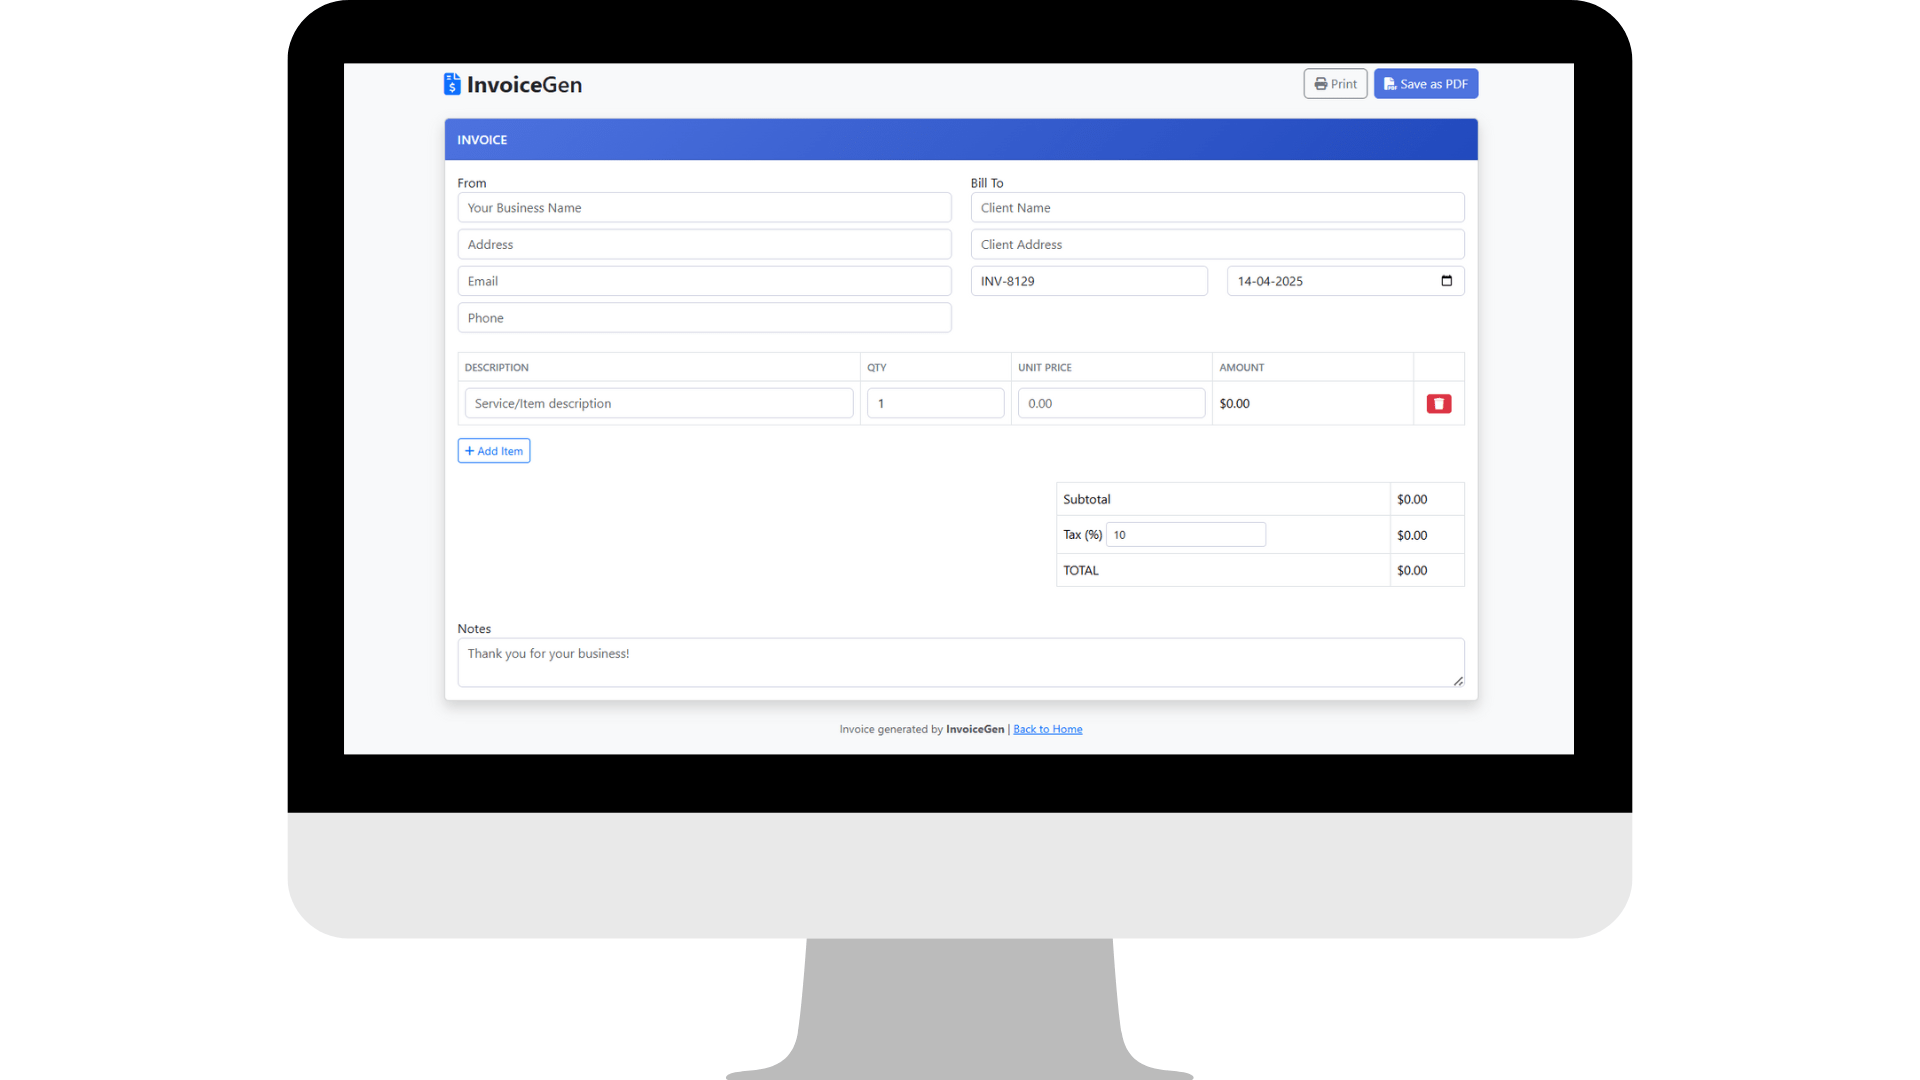 InvoiceGen
Print
Save as PDF
INVOICE
From
Your Business Name
Address
Email
Phone
Bill To
Client Name
Client Address
INV-8129
14-04-2025
DESCRIPTION QTY UNIT PRICE AMOUNT
Service/Item description 1 0.00 $0.00
+ Add Item
Subtotal $0.00
Tax (%) 10 $0.00
TOTAL $0.00
Notes
Thank you for your business!
Invoice generated by InvoiceGen | Back to Home